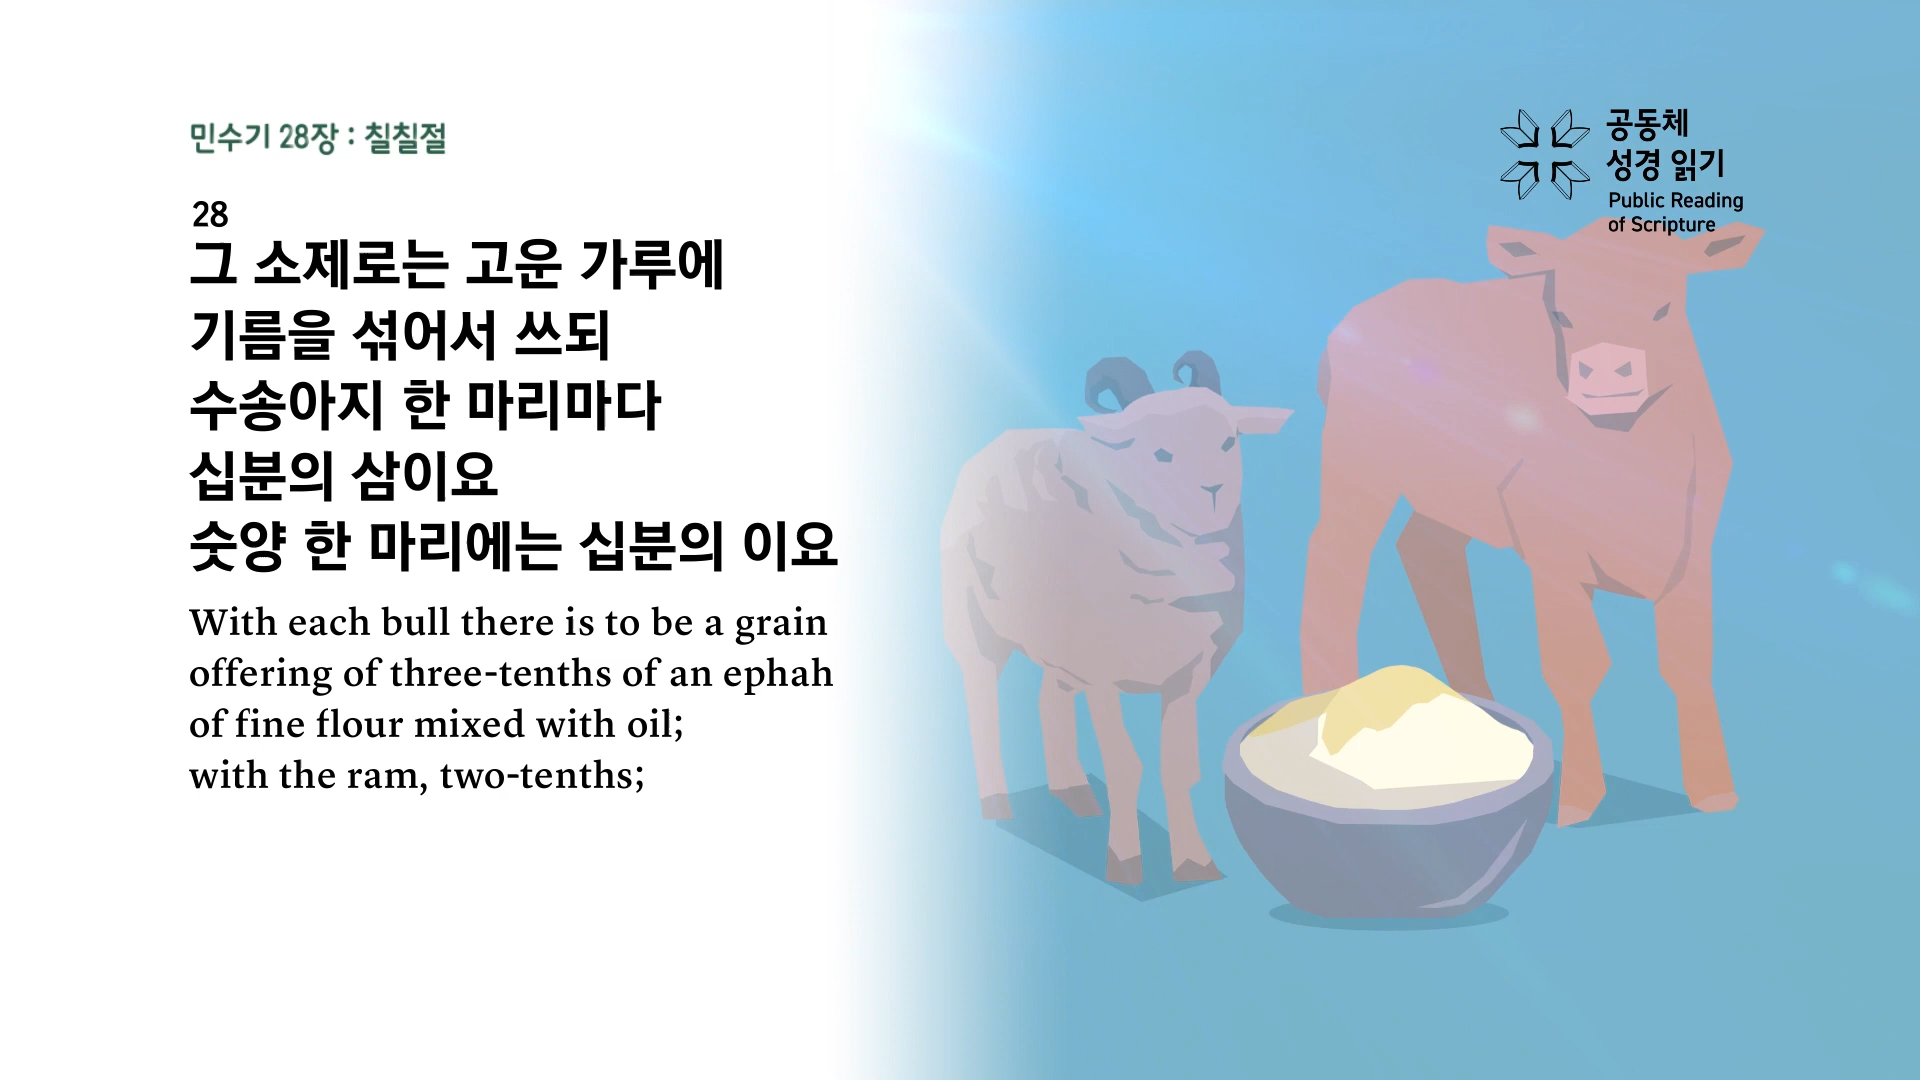 민수기 28장 : 칠칠절
28
그 소제로는 고운 가루에
기름을 섞어서 쓰되
수송아지 한 마리마다
십분의 삼이요
숫양 한 마리에는 십분의 이요
With each bull there is to be a grain
offering of three-tenths of an ephah
of fine flour mixed with oil;
with the ram, two-tenths;
공동체
성경 읽기
Public Reading
of Scripture